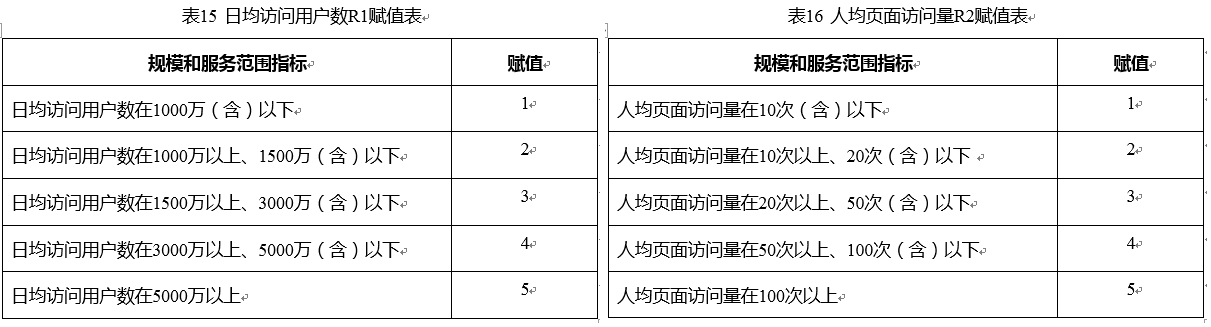 表15 日均访问用户数R1赋值表
规模和服务范围指标 赋值
日均访问用户数在1000万（含）以下 1
日均访问用户数在1000万以上、1500万（含）以下 2
日均访问用户数在1500万以上、3000万（含）以下 3
日均访问用户数在3000万以上、5000万（含）以下 4
日均访问用户数在5000万以上 5
表16 人均页面访问量R2赋值表
规模和服务范围指标 赋值
人均页面访问量在10次（含）以下 1
人均页面访问量在10次以上、20次（含）以下 2
人均页面访问量在20次以上、50次（含）以下 3
人均页面访问量在50次以上、100次（含）以下 4
人均页面访问量在100次以上 5